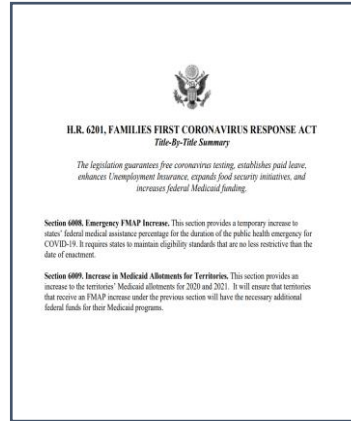 H.R. 6201, FAMILIES FIRST CORONAVIRUS RESPONSE ACT
Title-By-Title Summary
The legislation guarantees free coronavirus testing, establishes paid leave,
enhances Unemployment Insurance, expands food security initiatives, and
increases federal Medicaid funding.
Section 6008. Emergency FMAP Increase. This section provides a temporary increase to
states' federal medical assistance percentage for the duration of the public health emergency for
COVID-19. It requires states to maintain eligibility standards that are no less restrictive than the
date of enactment.
Section 6009. Increase in Medicaid Allotments for Territories. This section provides an
increase to the territories' Medicaid allotments for 2020 and 2021. It will ensure that territories
that receive an FMAP increase under the previous section will have the necessary additional
federal funds for their Medicaid programs.